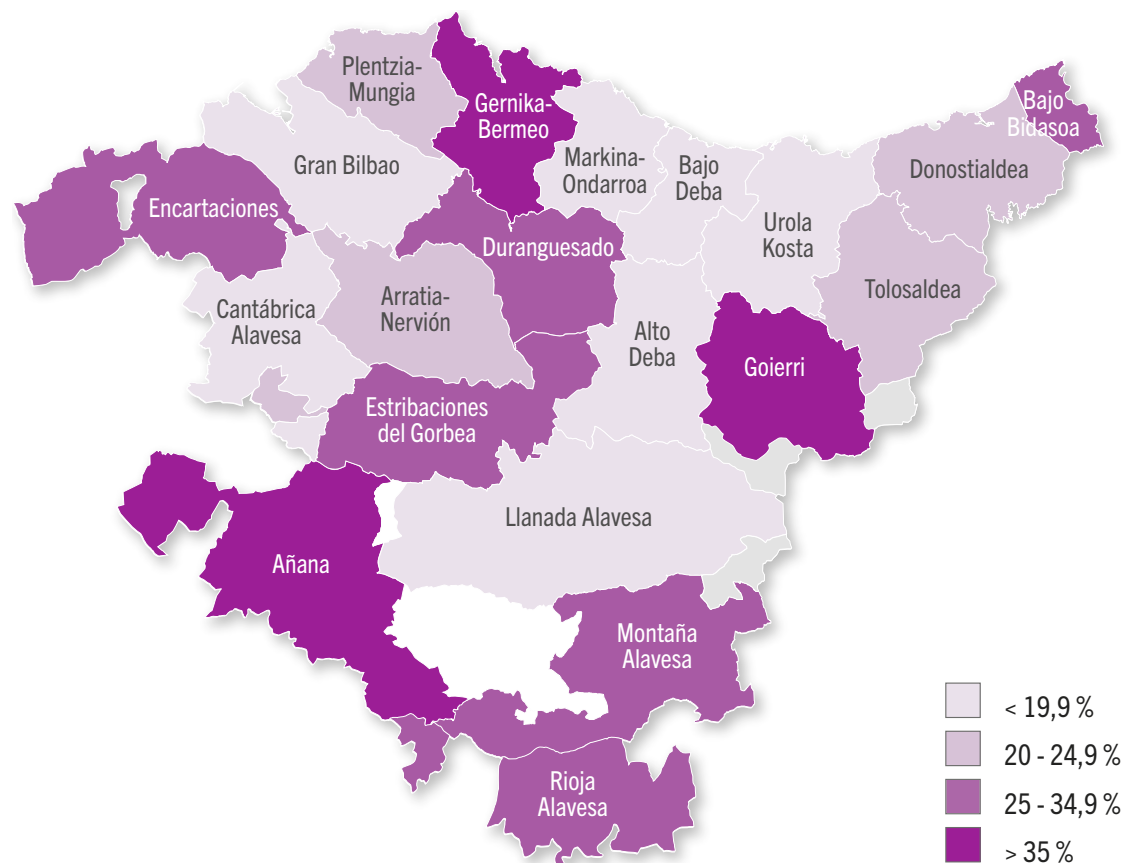 Plentzia-
Mungia
Gernika-
Bermeo
Bajo
Bidasoa
Gran Bilbao
Markina-
Ondarroa
Bajo
Deba
Donostialdea
Encartaciones
Urola
Kosta
Duranguesado
Tolosaldea
Cantábrica
Alavesa
Arratia-
Nervión
Alto
Deba
Goierri
Estribaciones
del Gorbea
Llanada Alavesa
Añana
Montaña
Alavesa
Rioja
Alavesa
< 19,9 %
20 - 24,9 %
25 - 34,9 %
> 35 %